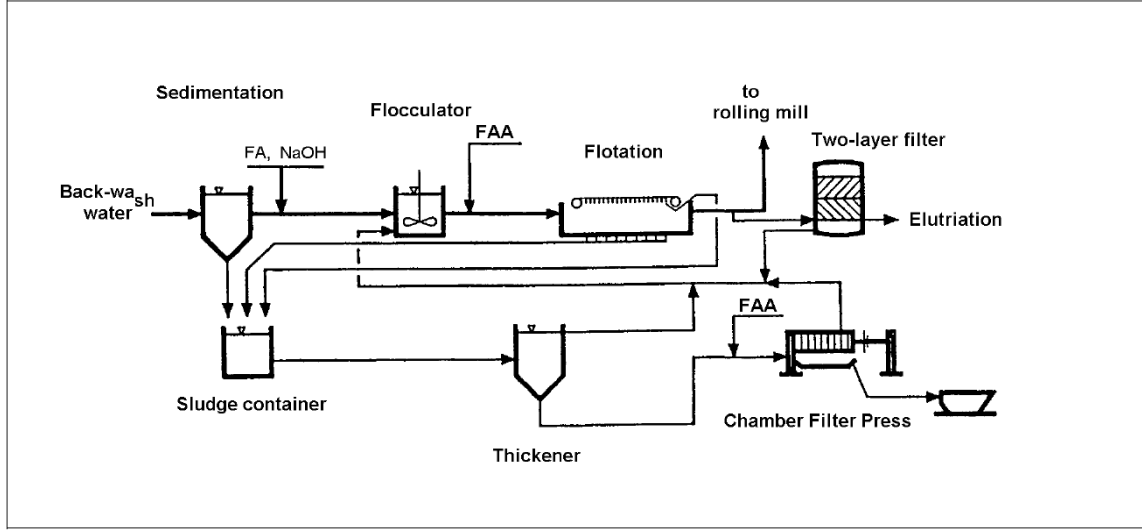 Sedimentation
Flocculator
to
rolling mill
FAA
Two-layer filter
FA, NaOH
Flotation
Back-wash
water
Elutriation
FAA
Sludge container
Chamber Filter Press
Thickener